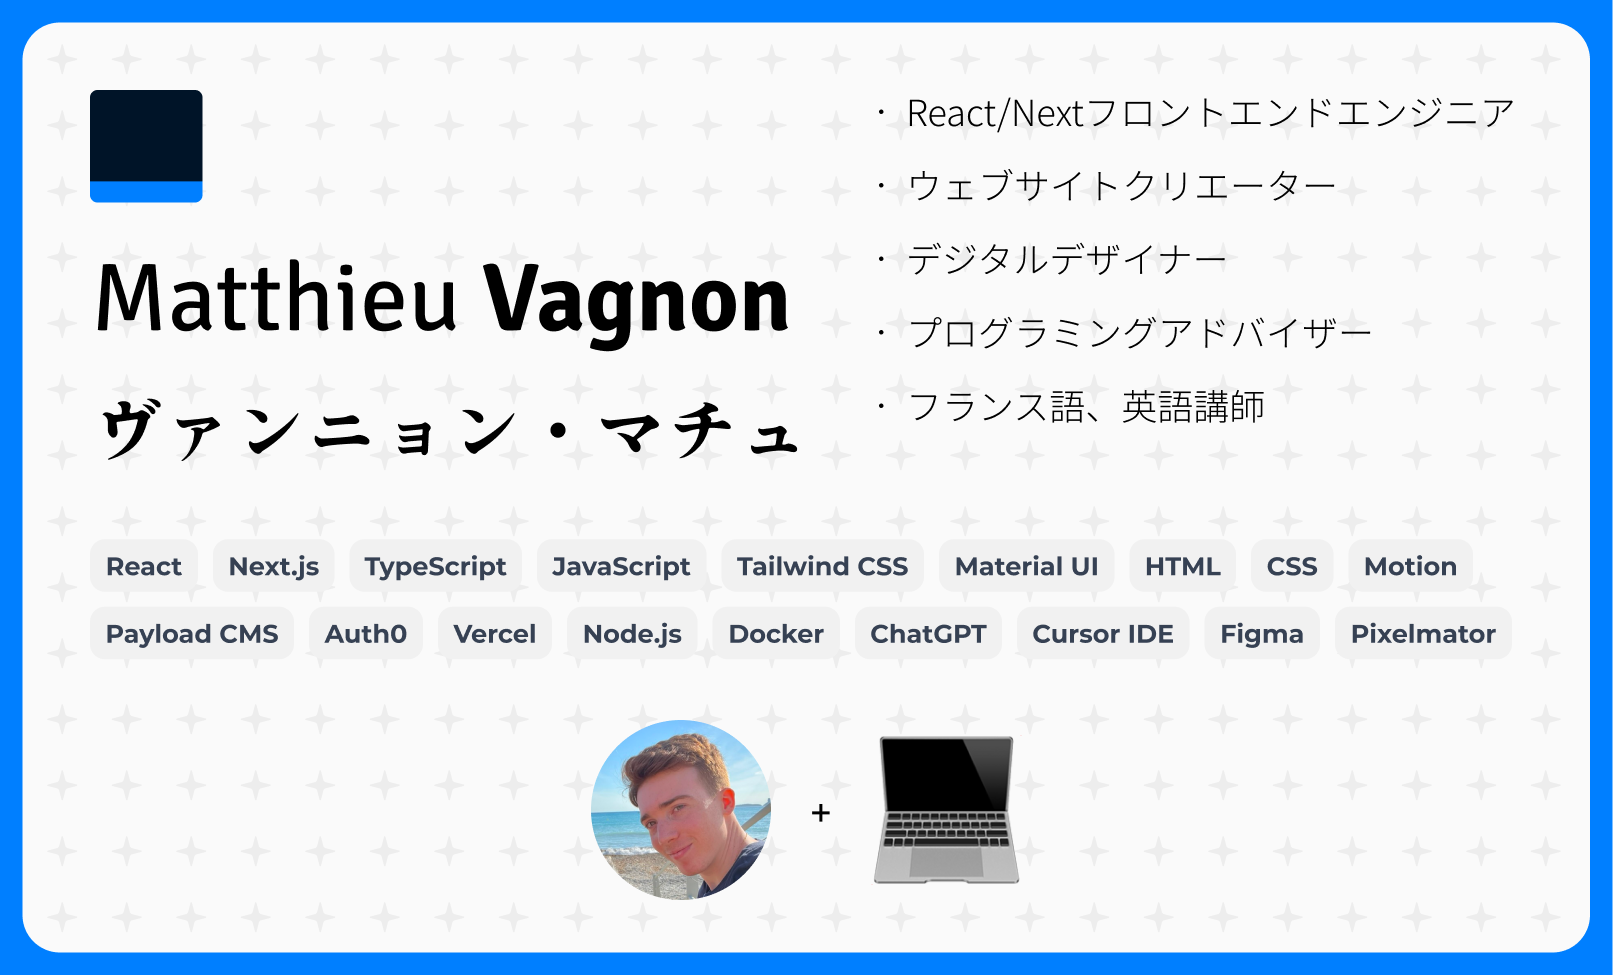 Matthieu Vagnon
ヴァンニョン・マチュ
・ React/Nextフロントエンドエンジニア
・ ウェブサイトクリエーター
・ デジタルデザイナー
・ プログラミングアドバイザー
・ フランス語、英語講師
React Next.js TypeScript JavaScript Tailwind CSS Material UI HTML CSS Motion
Payload CMS Auth0 Vercel Node.js Docker ChatGPT Cursor IDE Figma Pixelmator
+